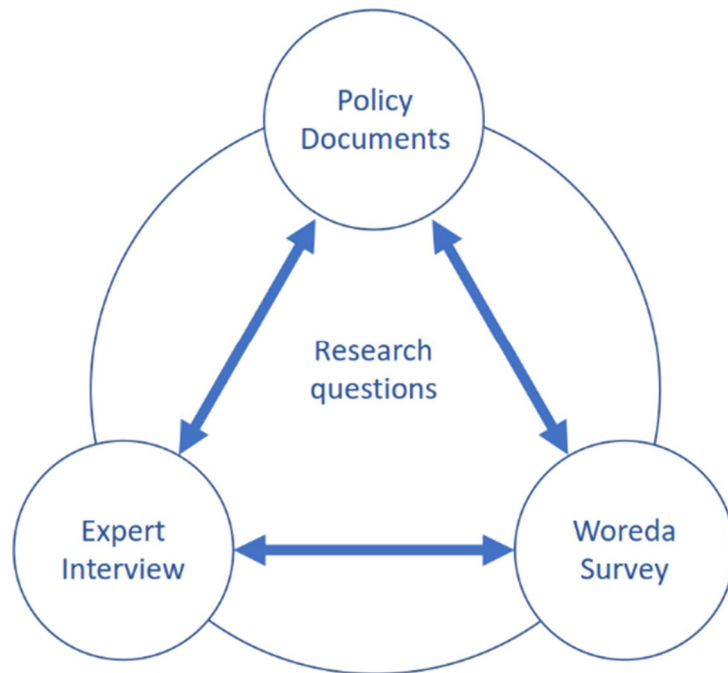 Policy
Documents
Research
questions
Expert
Interview
Woreda
Survey